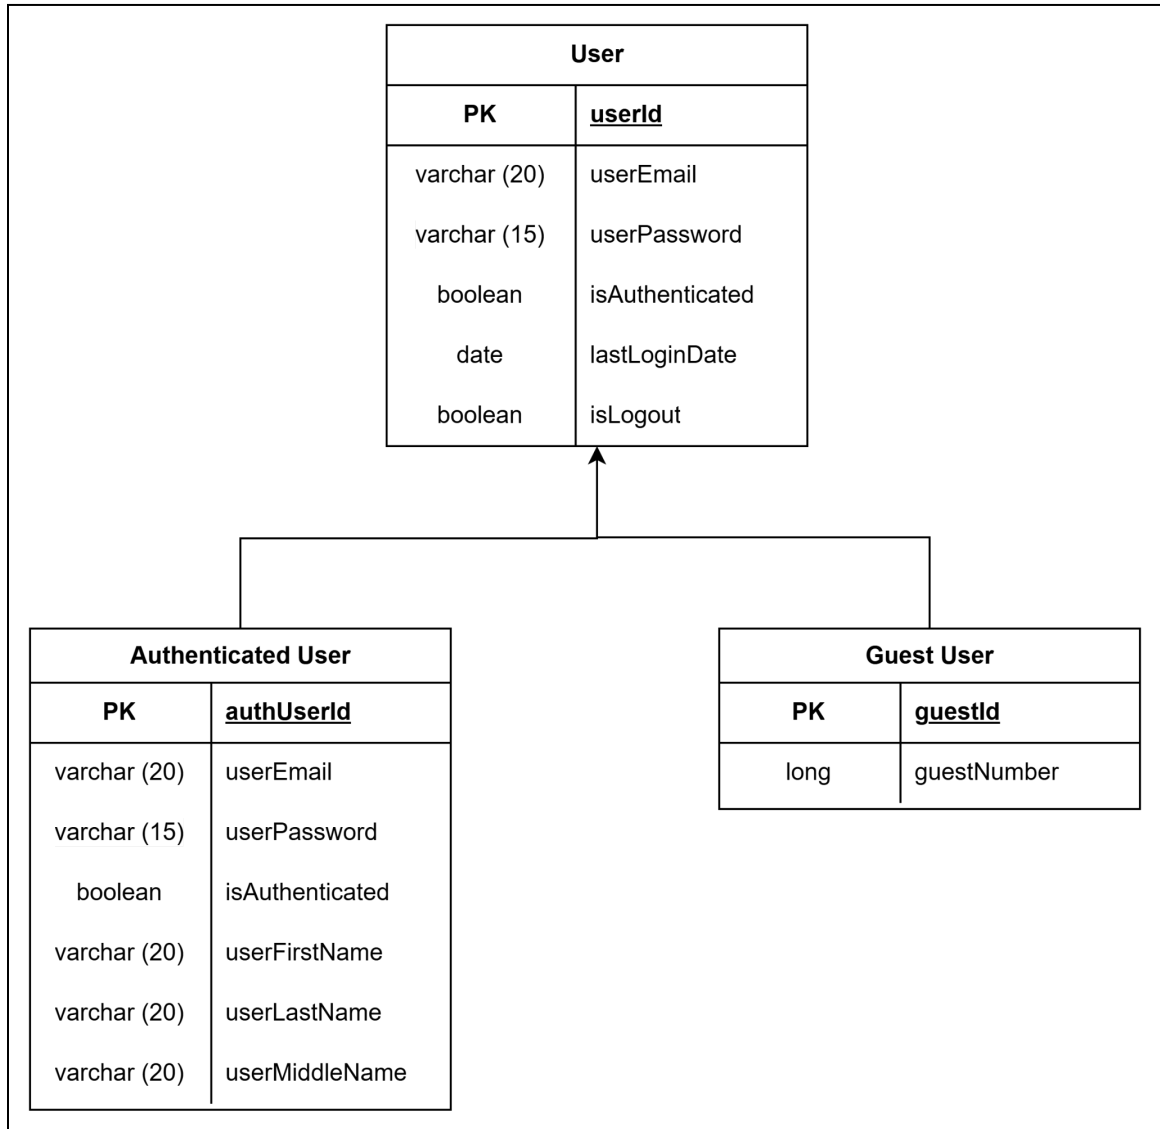 User
PK userId
varchar (20) userEmail
varchar (15) userPassword
boolean isAuthenticated
date lastLoginDate
boolean isLogout
Authenticated User
PK authUserId
varchar (20) userEmail
varchar (15) userPassword
boolean isAuthenticated
varchar (20) userFirstName
varchar (20) userLastName
varchar (20) userMiddleName
Guest User
PK guestId
long guestNumber